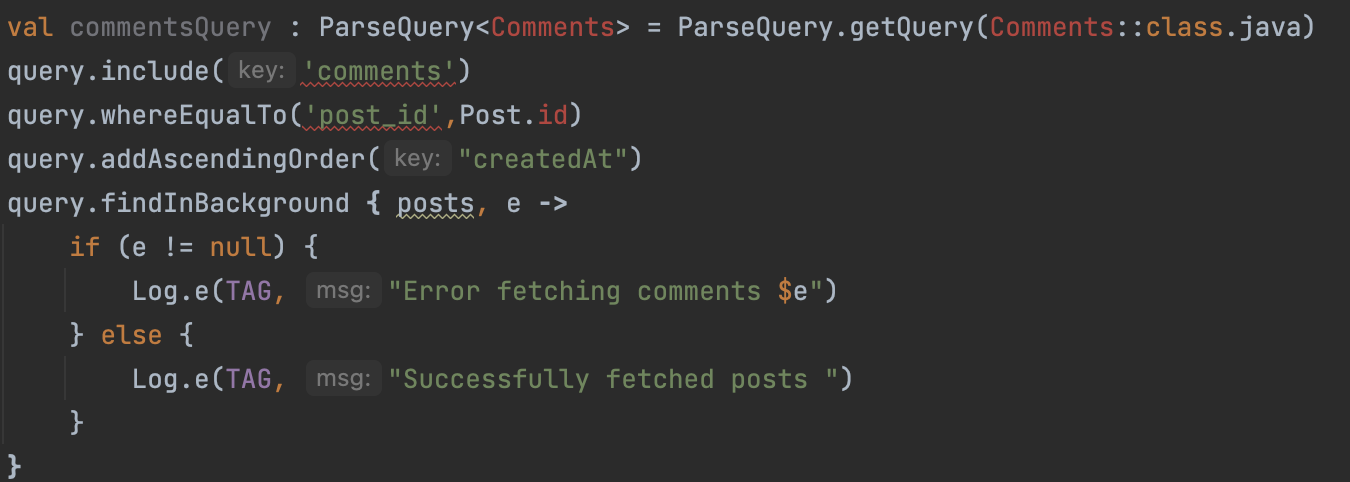 val commentsQuery : ParseQuery<Comments> = ParseQuery.getQuery(Comments::class.java)
query.include( key: 'comments')
query.whereEqualTo('post_id',Post.id)
query.addAscendingOrder( key: "createdAt")
query.findInBackground { posts, e ->
    if (e != null) {
        Log.e(TAG, msg: "Error fetching comments $e")
    } else {
        Log.e(TAG, msg: "Successfully fetched posts ")
    }
}